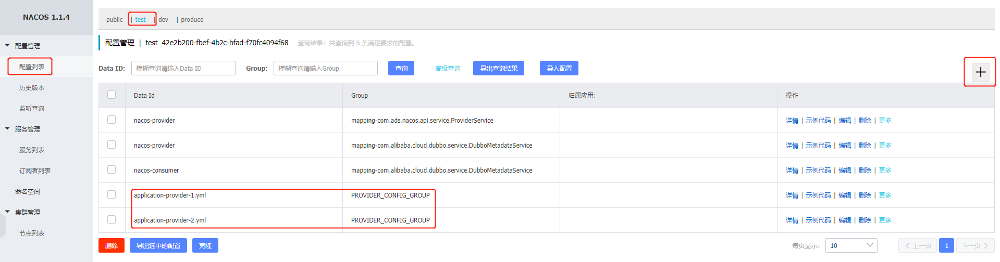 NACOS 1.1.4
配置管理
配置列表
历史版本
监听查询
服务管理
服务列表
订阅者列表
命名空间
集群管理
节点列表
public | test | dev | produce
配置管理 | test 42e2b200-fbef-4b2c-bfad-f70fc4094f68 查询结果：共查询到 5 条满足要求的配置。
Data ID: 模糊查询请输入Data ID Group: 模糊查询请输入Group 查询 高级查询 导出查询结果 导入配置
Data Id Group 归属应用: 操作
nacos-provider mapping-com.ads.nacos.api.service.ProviderService 详情 | 示例代码 | 编辑 | 删除 | 更多
nacos-provider mapping-com.alibaba.cloud.dubbo.service.DubboMetadataService 详情 | 示例代码 | 编辑 | 删除 | 更多
nacos-consumer mapping-com.alibaba.cloud.dubbo.service.DubboMetadataService 详情 | 示例代码 | 编辑 | 删除 | 更多
application-provider-1.yml PROVIDER_CONFIG_GROUP 详情 | 示例代码 | 编辑 | 删除 | 更多
application-provider-2.yml PROVIDER_CONFIG_GROUP 详情 | 示例代码 | 编辑 | 删除 | 更多
删除 导出选中的配置 克隆 每页显示: 10 上一页 1 下一页